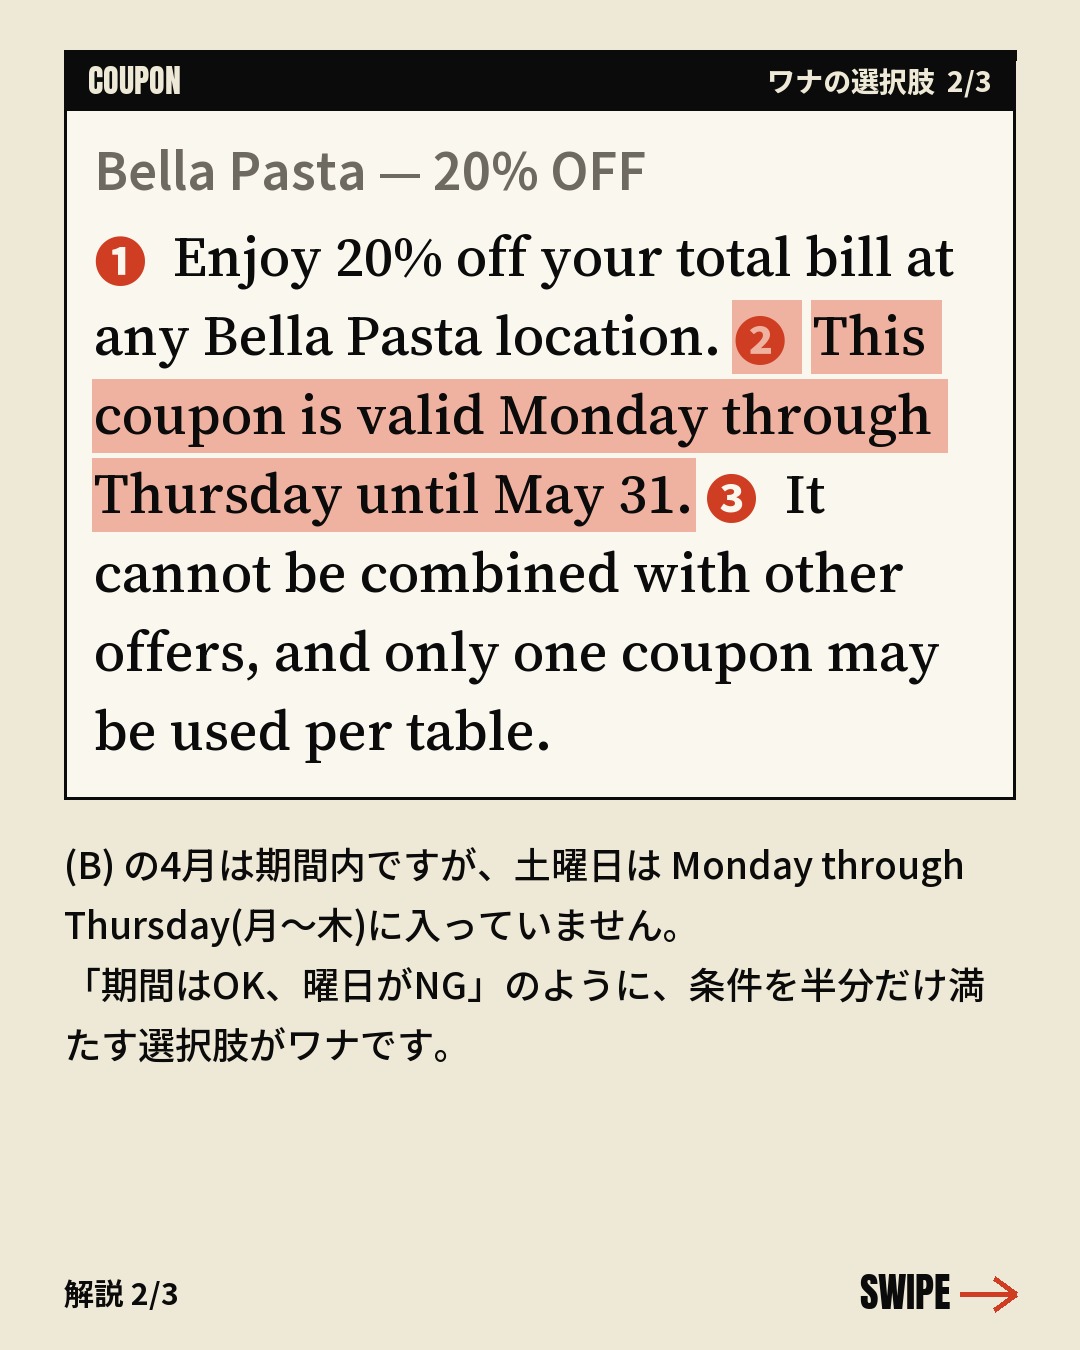 COUPON
ワナの選択肢 2/3
Bella Pasta — 20% OFF
❶ Enjoy 20% off your total bill at
any Bella Pasta location. ❷ This
coupon is valid Monday through
Thursday until May 31. ❸ It
cannot be combined with other
offers, and only one coupon may
be used per table.
(B) の4月は期間内ですが、土曜日は Monday through
Thursday(月〜木)に入っていません。
「期間はOK、曜日がNG」のように、条件を半分だけ満
たす選択肢がワナです。
解説 2/3
SWIPE →